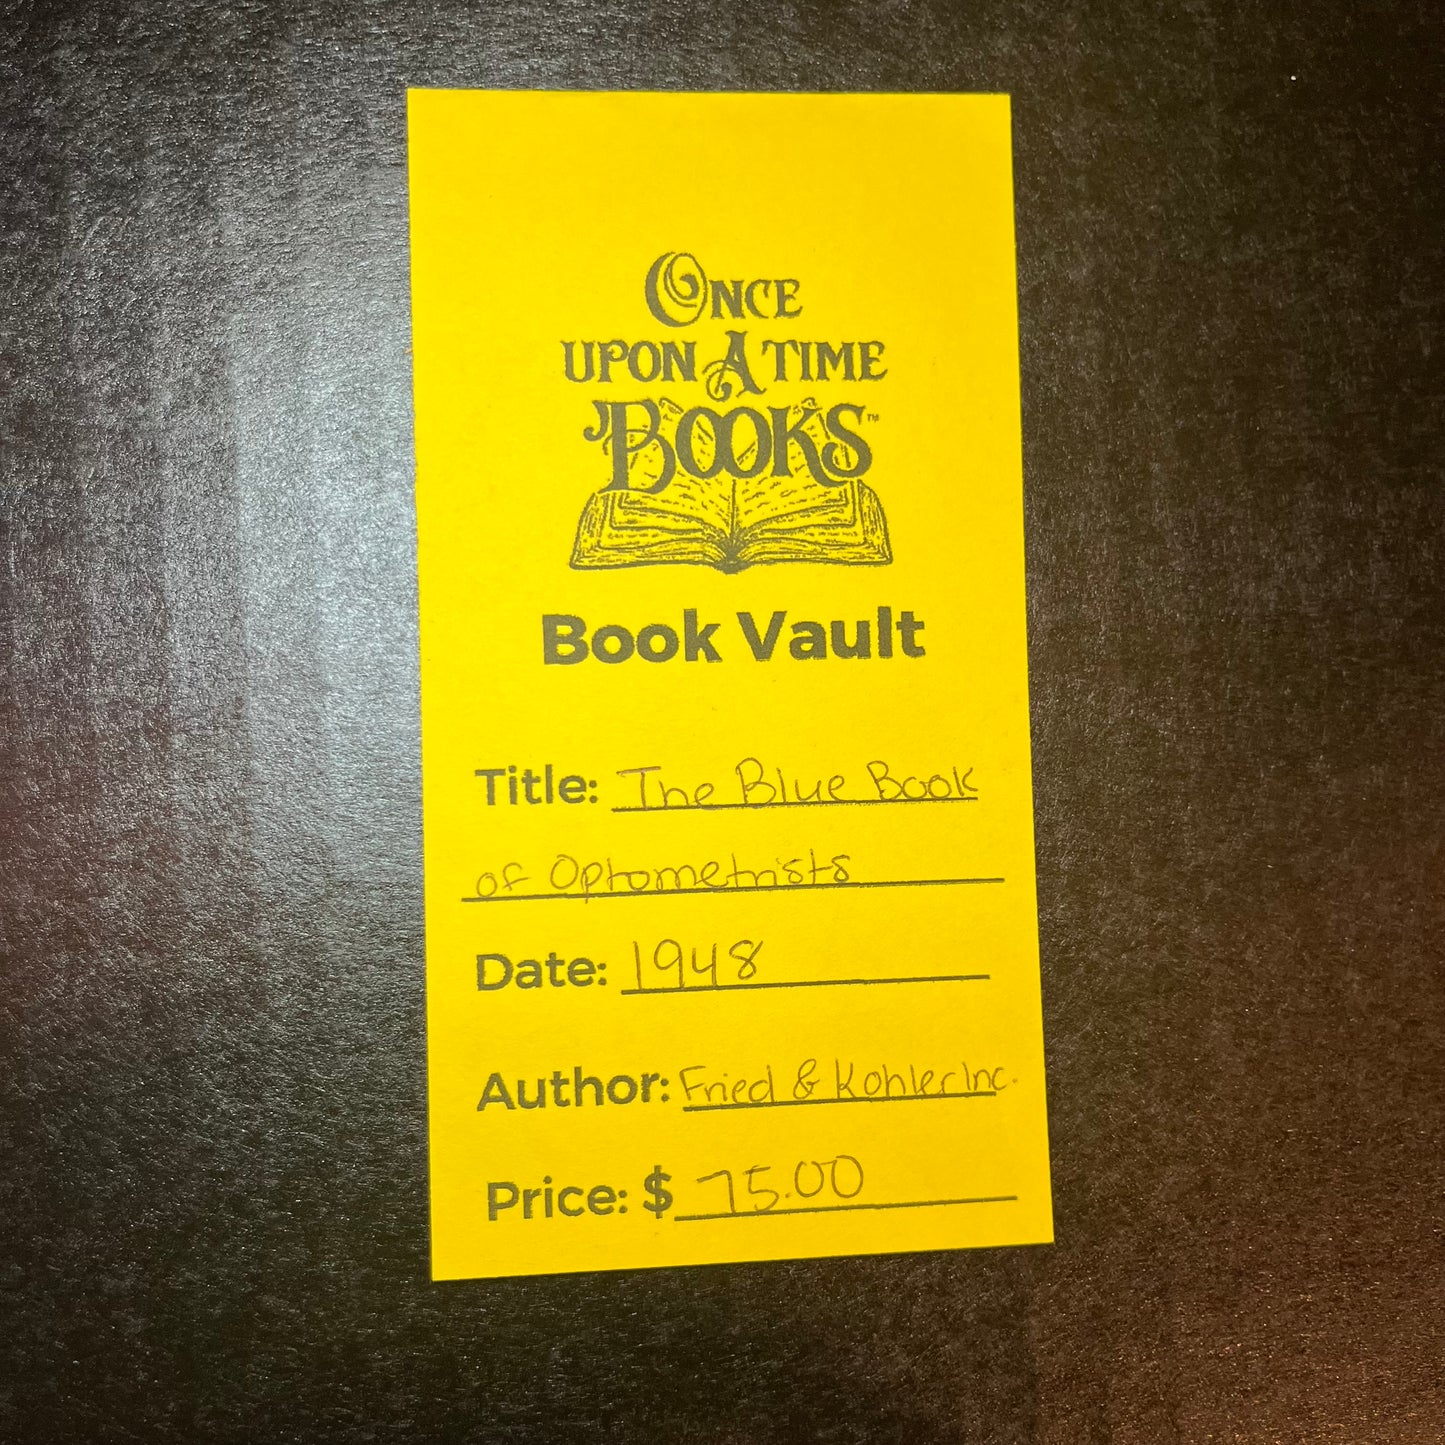 ONCE
UPON A TIME
BOOKS™
Book Vault
Title: The Blue Book
of Optometrists
Date: 1948
Author: Fried & Kohler Inc.
Price: $ 75.00